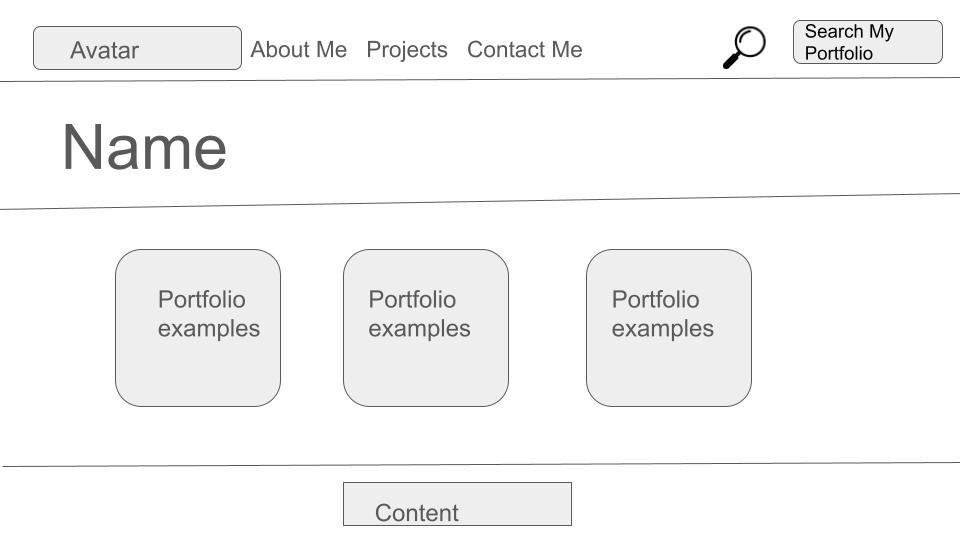 Avatar
About Me
Projects
Contact Me
Search My
Portfolio
Name
Portfolio
examples
Portfolio
examples
Portfolio
examples
Content